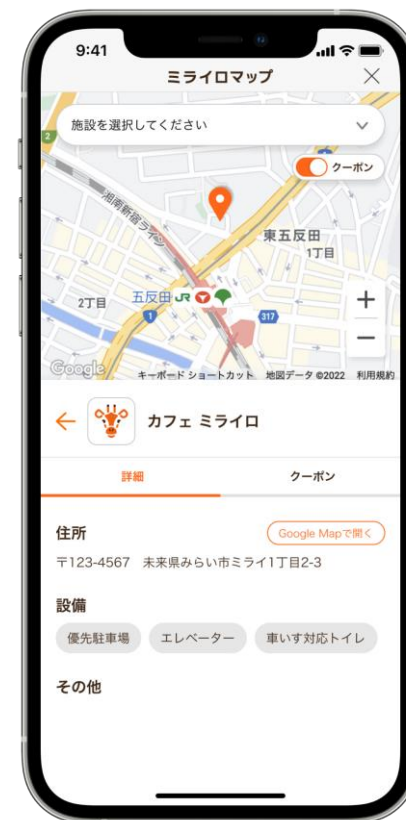 9:41
ミライロマップ
施設を選択してください
クーポン
湘南新宿ライン
東五反田
1丁目
2丁目
五反田 JR
317
2
1
+
−
Google
キーボード ショートカット 地図データ ©2022 利用規約
カフェ ミライロ
詳細 クーポン
住所 Google Mapで開く
〒123-4567 未来県みらい市ミライ1丁目2-3
設備
優先駐車場 エレベーター 車いす対応トイレ
その他